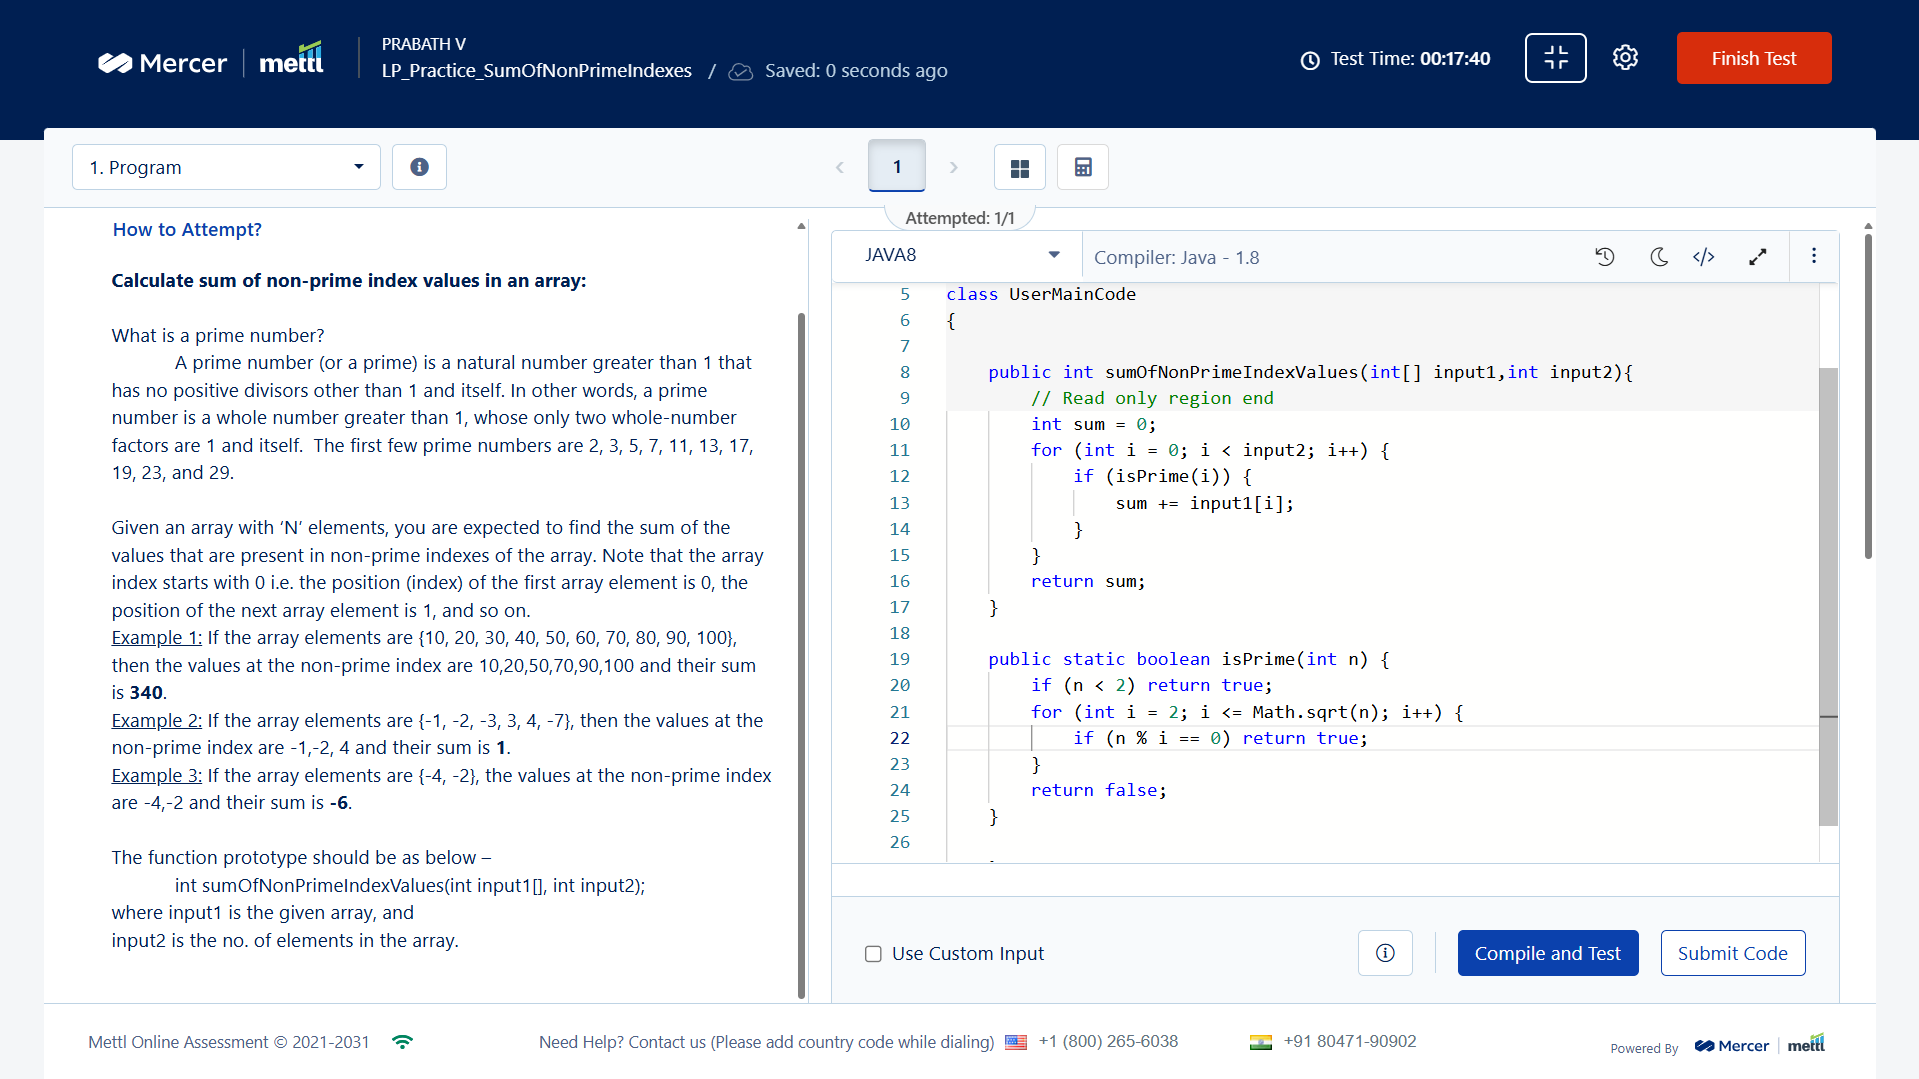 Mercer | mettl
PRABATH V
LP_Practice_SumOfNonPrimeIndexes / Saved: 0 seconds ago
Test Time: 00:17:40
Finish Test
1. Program
1
Attempted: 1/1
How to Attempt?
Calculate sum of non-prime index values in an array:
What is a prime number?
A prime number (or a prime) is a natural number greater than 1 that
has no positive divisors other than 1 and itself. In other words, a prime
number is a whole number greater than 1, whose only two whole-number
factors are 1 and itself.  The first few prime numbers are 2, 3, 5, 7, 11, 13, 17,
19, 23, and 29.
Given an array with ‘N’ elements, you are expected to find the sum of the
values that are present in non-prime indexes of the array. Note that the array
index starts with 0 i.e. the position (index) of the first array element is 0, the
position of the next array element is 1, and so on.
Example 1: If the array elements are {10, 20, 30, 40, 50, 60, 70, 80, 90, 100},
then the values at the non-prime index are 10,20,50,70,90,100 and their sum
is 340.
Example 2: If the array elements are {-1, -2, -3, 3, 4, -7}, then the values at the
non-prime index are -1,-2, 4 and their sum is 1.
Example 3: If the array elements are {-4, -2}, the values at the non-prime index
are -4,-2 and their sum is -6.
The function prototype should be as below –
int sumOfNonPrimeIndexValues(int input1[], int input2);
where input1 is the given array, and
input2 is the no. of elements in the array.
JAVA8
Compiler: Java - 1.8
</>
5 class UserMainCode
6 {
7
8 public int sumOfNonPrimeIndexValues(int[] input1,int input2){
9 // Read only region end
10 int sum = 0;
11 for (int i = 0; i < input2; i++) {
12 if (isPrime(i)) {
13 sum += input1[i];
14 }
15 }
16 return sum;
17 }
18
19 public static boolean isPrime(int n) {
20 if (n < 2) return true;
21 for (int i = 2; i <= Math.sqrt(n); i++) {
22 if (n % i == 0) return true;
23 }
24 return false;
25 }
26
Use Custom Input
Compile and Test
Submit Code
Mettl Online Assessment © 2021-2031
Need Help? Contact us (Please add country code while dialing) +1 (800) 265-6038
+91 80471-90902
Powered By Mercer | mettl